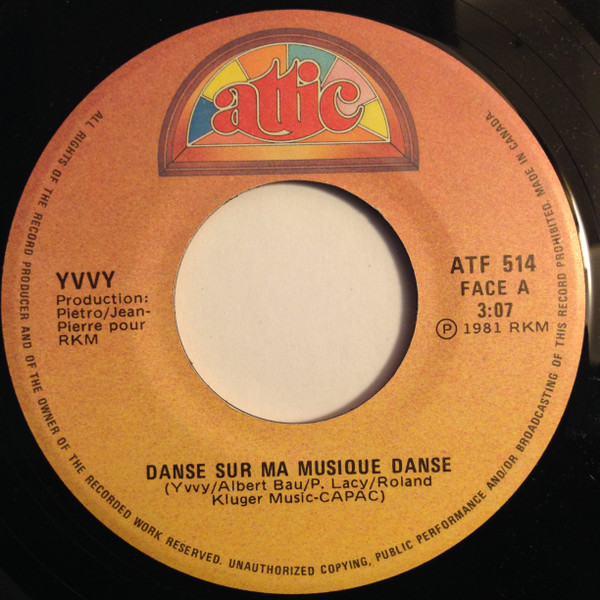 attic
YVVY
Production:
Pietro/Jean-
Pierre pour
RKM
ATF 514
FACE A
3:07
Ⓟ 1981 RKM
DANSE SUR MA MUSIQUE DANSE
(Yvvy/Albert Bau/P. Lacy/Roland
Kluger Music-CAPAC)
ALL RIGHTS OF THE RECORD PRODUCER AND OF THE OWNER OF THE RECORDED WORK RESERVED. UNAUTHORIZED COPYING, PUBLIC PERFORMANCE AND/OR BROADCASTING OF THIS RECORD PROHIBITED. MADE IN CANADA.